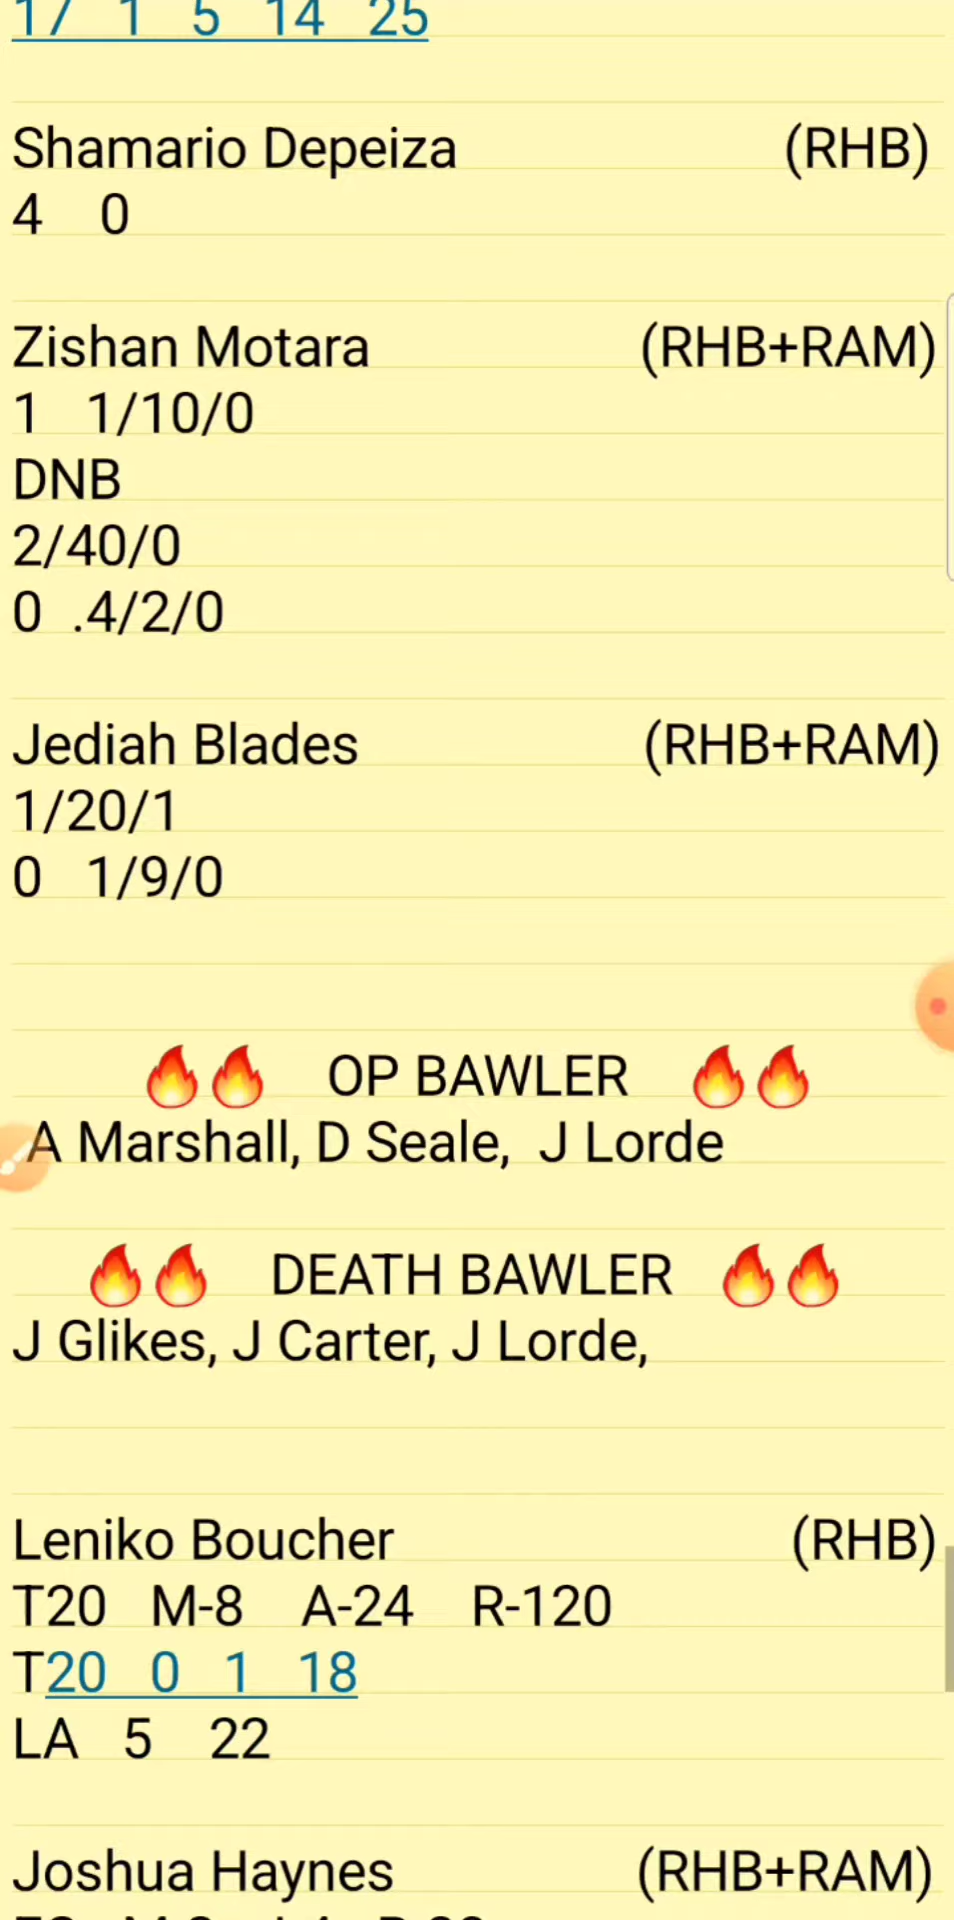 17 1 5 14 25
Shamario Depeiza (RHB)
4 0
Zishan Motara (RHB+RAM)
1 1/10/0
DNB
2/40/0
0 .4/2/0
Jediah Blades (RHB+RAM)
1/20/1
0 1/9/0
🔥🔥 OP BAWLER 🔥🔥
A Marshall, D Seale, J Lorde
🔥🔥 DEATH BAWLER 🔥🔥
J Glikes, J Carter, J Lorde,
Leniko Boucher (RHB)
T20 M-8 A-24 R-120
T20 0 1 18
LA 5 22
Joshua Haynes (RHB+RAM)